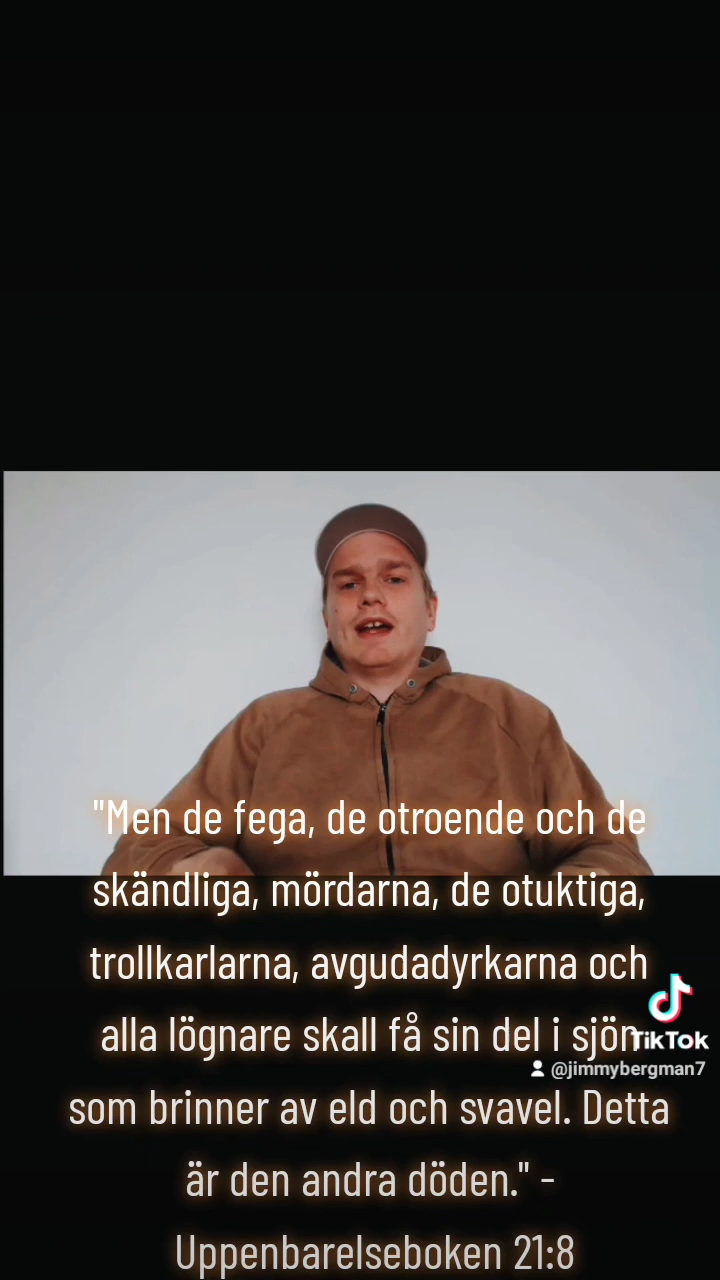 "Men de fega, de otroende och de
skändliga, mördarna, de otuktiga,
trollkarlarna, avgudadyrkarna och
alla lögnare skall få sin del i sjön
TikTok
@jimmybergman7
som brinner av eld och svavel. Detta
är den andra döden." -
Uppenbarelseboken 21:8